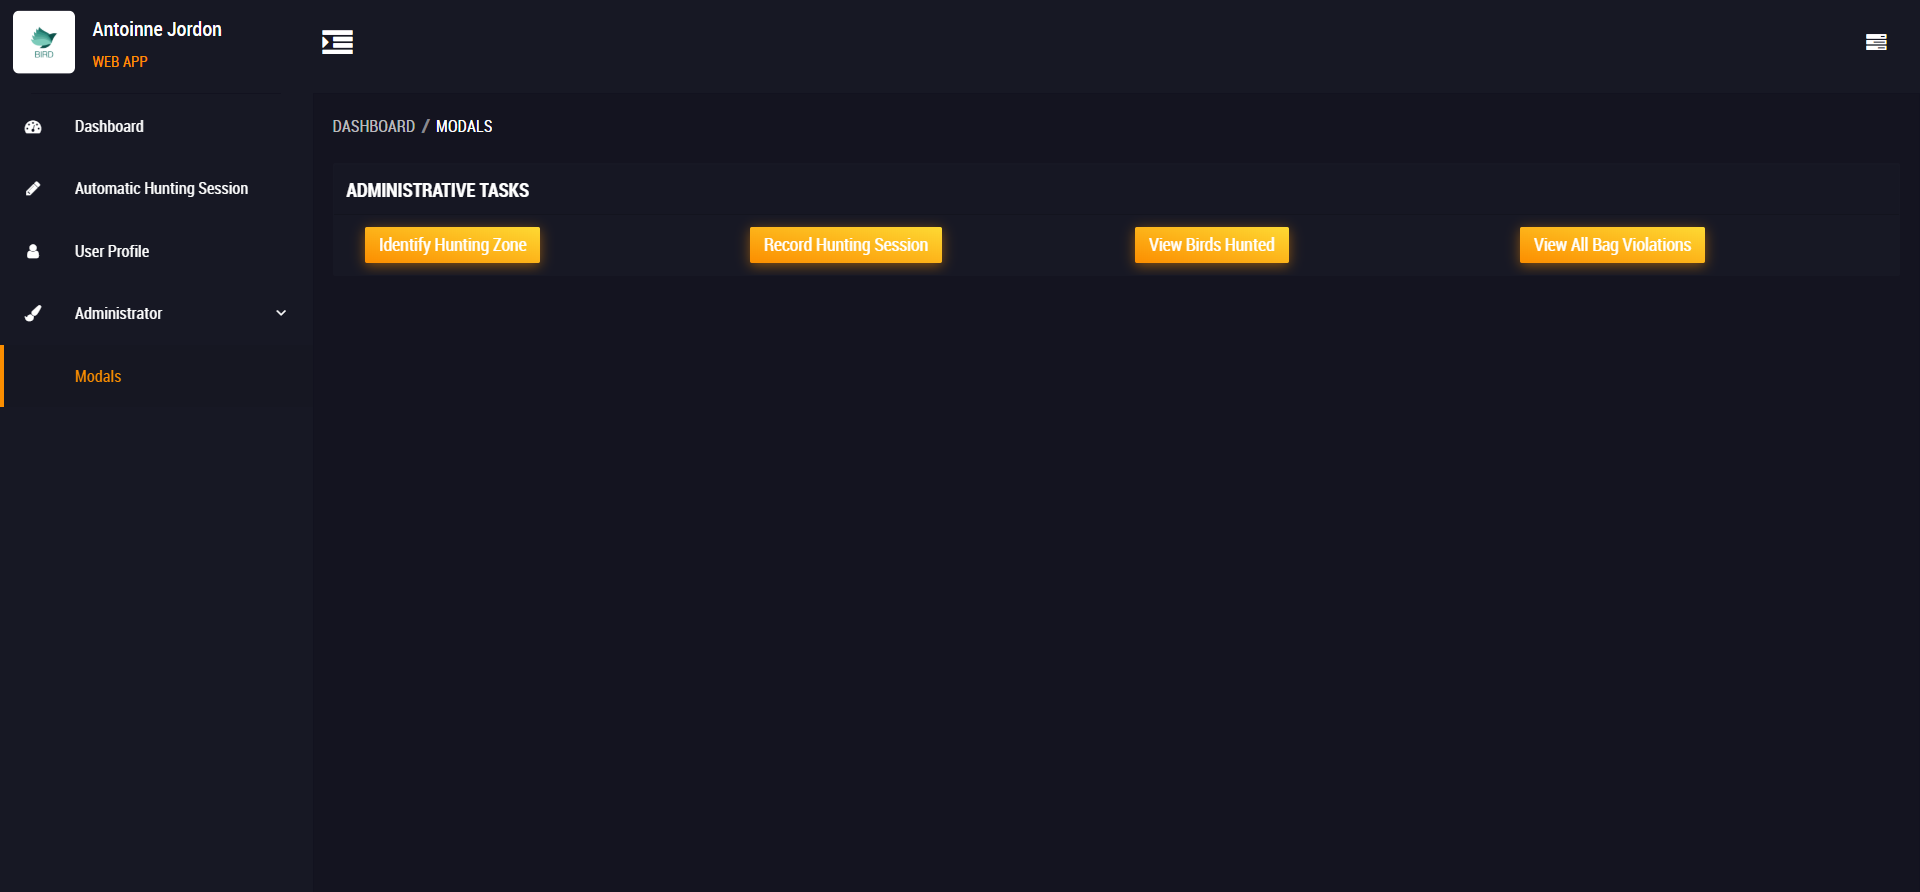 BIRD
Antoinne Jordon
WEB APP
Dashboard
Automatic Hunting Session
User Profile
Administrator
Modals
DASHBOARD / MODALS
ADMINISTRATIVE TASKS
Identify Hunting Zone
Record Hunting Session
View Birds Hunted
View All Bag Violations